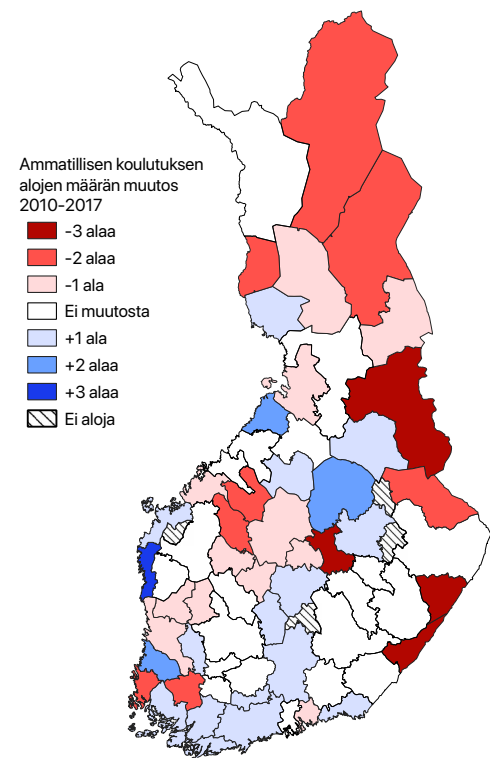 Ammatillisen koulutuksen
alojen määrän muutos
2010-2017
-3 alaa
-2 alaa
-1 ala
Ei muutosta
+1 ala
+2 alaa
+3 alaa
Ei aloja